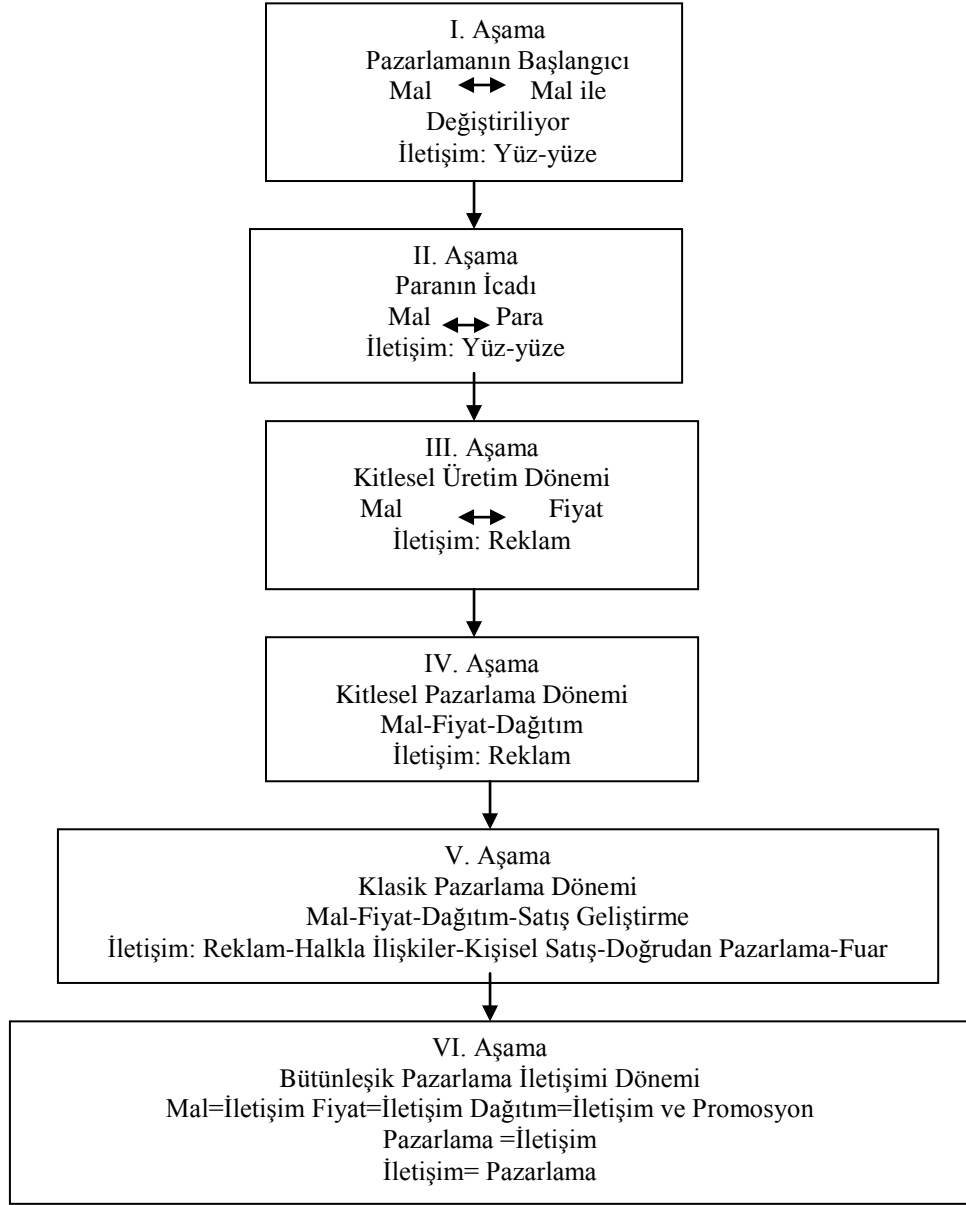 I. Aşama
Pazarlamanın Başlangıcı
Mal Mal ile
Değiştiriliyor
İletişim: Yüz-yüze
II. Aşama
Paranın İcadı
Mal Para
İletişim: Yüz-yüze
III. Aşama
Kitlesel Üretim Dönemi
Mal Fiyat
İletişim: Reklam
IV. Aşama
Kitlesel Pazarlama Dönemi
Mal-Fiyat-Dağıtım
İletişim: Reklam
V. Aşama
Klasik Pazarlama Dönemi
Mal-Fiyat-Dağıtım-Satış Geliştirme
İletişim: Reklam-Halkla İlişkiler-Kişisel Satış-Doğrudan Pazarlama-Fuar
VI. Aşama
Bütünleşik Pazarlama İletişimi Dönemi
Mal=İletişim Fiyat=İletişim Dağıtım=İletişim ve Promosyon
Pazarlama =İletişim
İletişim= Pazarlama